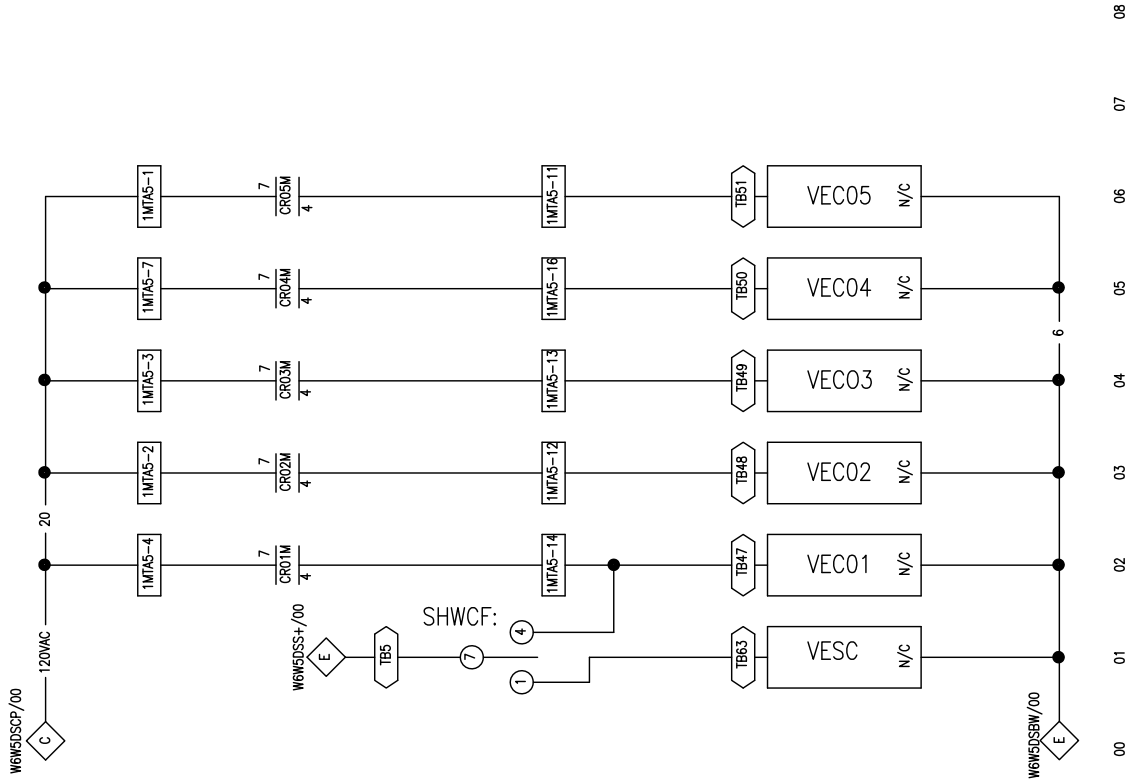 W6W5DSCP/00
C
120VAC
20
1MTA5-4
1MTA5-2
1MTA5-3
1MTA5-7
1MTA5-1
7
CR01M
4
7
CR02M
4
7
CR03M
4
7
CR04M
4
7
CR05M
4
W6W5DSS+/00
E
TB5
SHWCF:
7
4
1
1MTA5-14
1MTA5-12
1MTA5-13
1MTA5-16
1MTA5-11
TB63
TB47
TB48
TB49
TB50
TB51
VESC
N/C
VEC01
N/C
VEC02
N/C
VEC03
N/C
VEC04
N/C
VEC05
N/C
W6W5DSBW/00
E
6
00
01
02
03
04
05
06
07
08